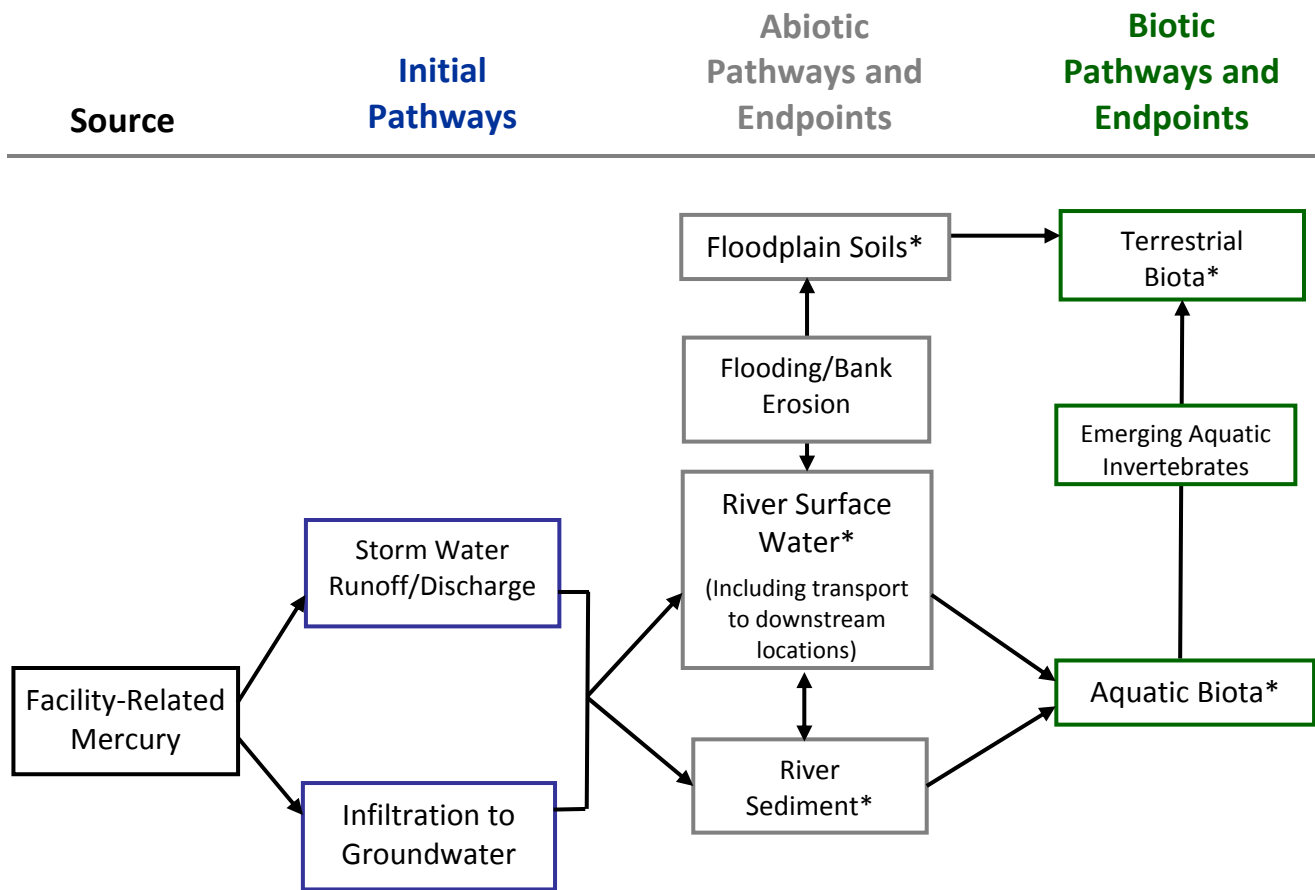 Source
Initial
Pathways
Abiotic
Pathways and
Endpoints
Biotic
Pathways and
Endpoints
Floodplain Soils*
Terrestrial
Biota*
Flooding/Bank
Erosion
Emerging Aquatic
Invertebrates
River Surface
Water*
(Including transport
to downstream
locations)
Storm Water
Runoff/Discharge
Facility-Related
Mercury
Aquatic Biota*
River
Sediment*
Infiltration to
Groundwater